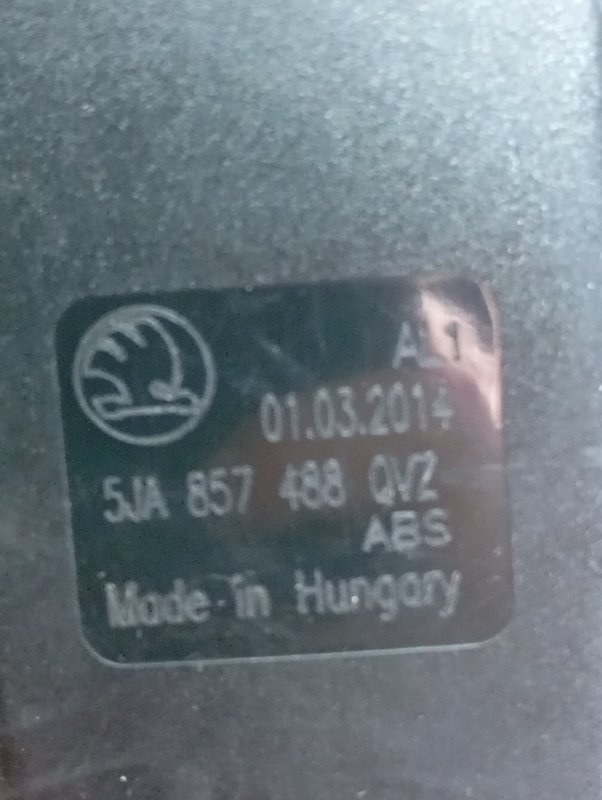 AL1
01.03.2014
5JA 857 488 QVZ
ABS
Made in Hungary